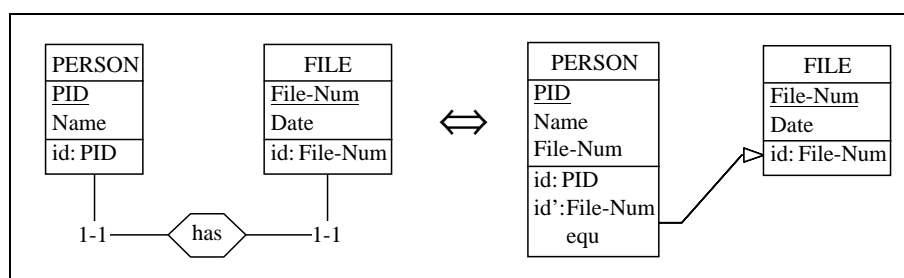 PERSON
PID
Name
id: PID
FILE
File-Num
Date
id: File-Num
1-1
has
1-1
⇔
PERSON
PID
Name
File-Num
id: PID
id':File-Num
equ
FILE
File-Num
Date
id: File-Num